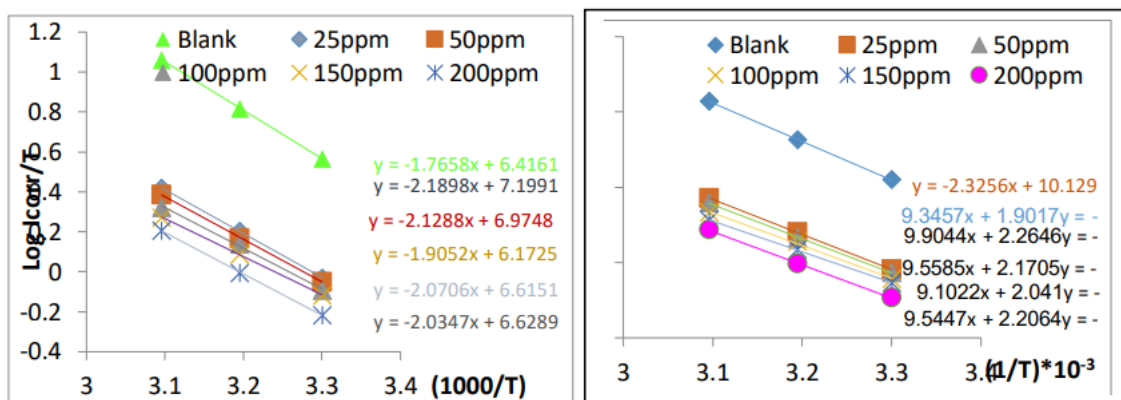 1.2
1
0.8
0.6
0.4
0.2
0
-0.2
-0.4
Log Icorr/T
Blank 25ppm 50ppm
100ppm 150ppm 200ppm
y = -1.7658x + 6.4161
y = -2.1898x + 7.1991
y = -2.1288x + 6.9748
y = -1.9052x + 6.1725
y = -2.0706x + 6.6151
y = -2.0347x + 6.6289
3 3.1 3.2 3.3 3.4 (1000/T)
Blank 25ppm 50ppm
100ppm 150ppm 200ppm
y = -2.3256x + 10.129
9.3457x + 1.9017y = -
9.9044x + 2.2646y = -
9.5585x + 2.1705y = -
9.1022x + 2.041y = -
9.5447x + 2.2064y = -
3 3.1 3.2 3.3 3.4 (1/T)*10⁻³